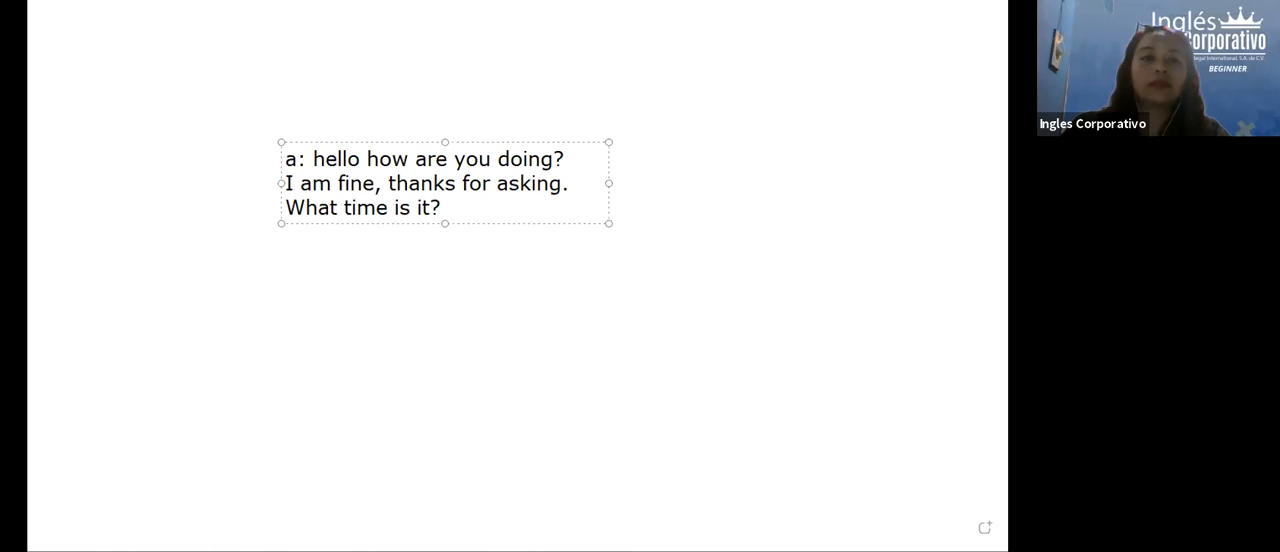 a: hello how are you doing?
I am fine, thanks for asking.
What time is it?
Inglés
Corporativo
BEGINNER
Ingles Corporativo